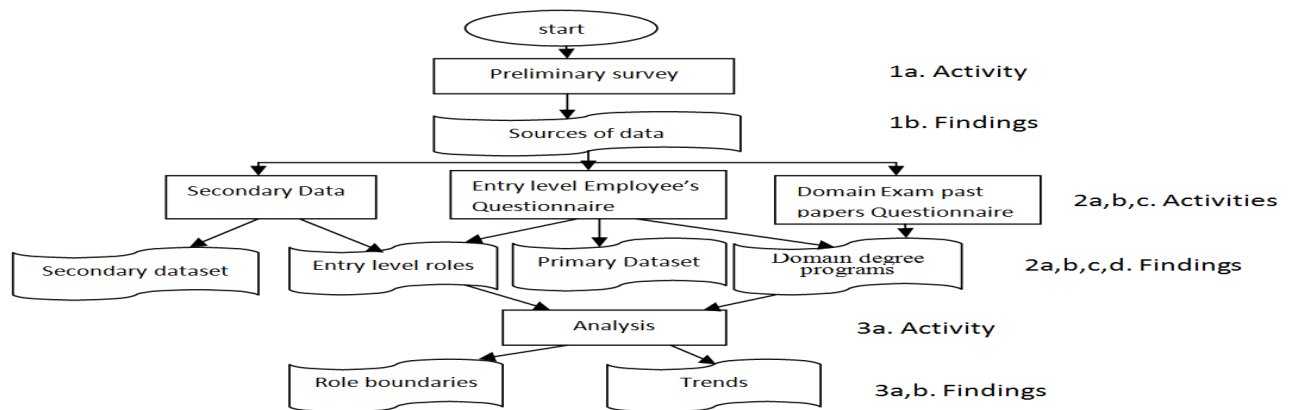 start
Preliminary survey
1a. Activity
1b. Findings
Sources of data
Secondary Data
Entry level Employee's
Questionnaire
Domain Exam past
papers Questionnaire
2a,b,c. Activities
Secondary dataset
Entry level roles
Primary Dataset
Domain degree
programs
2a,b,c,d. Findings
Analysis
3a. Activity
Role boundaries
Trends
3a,b. Findings